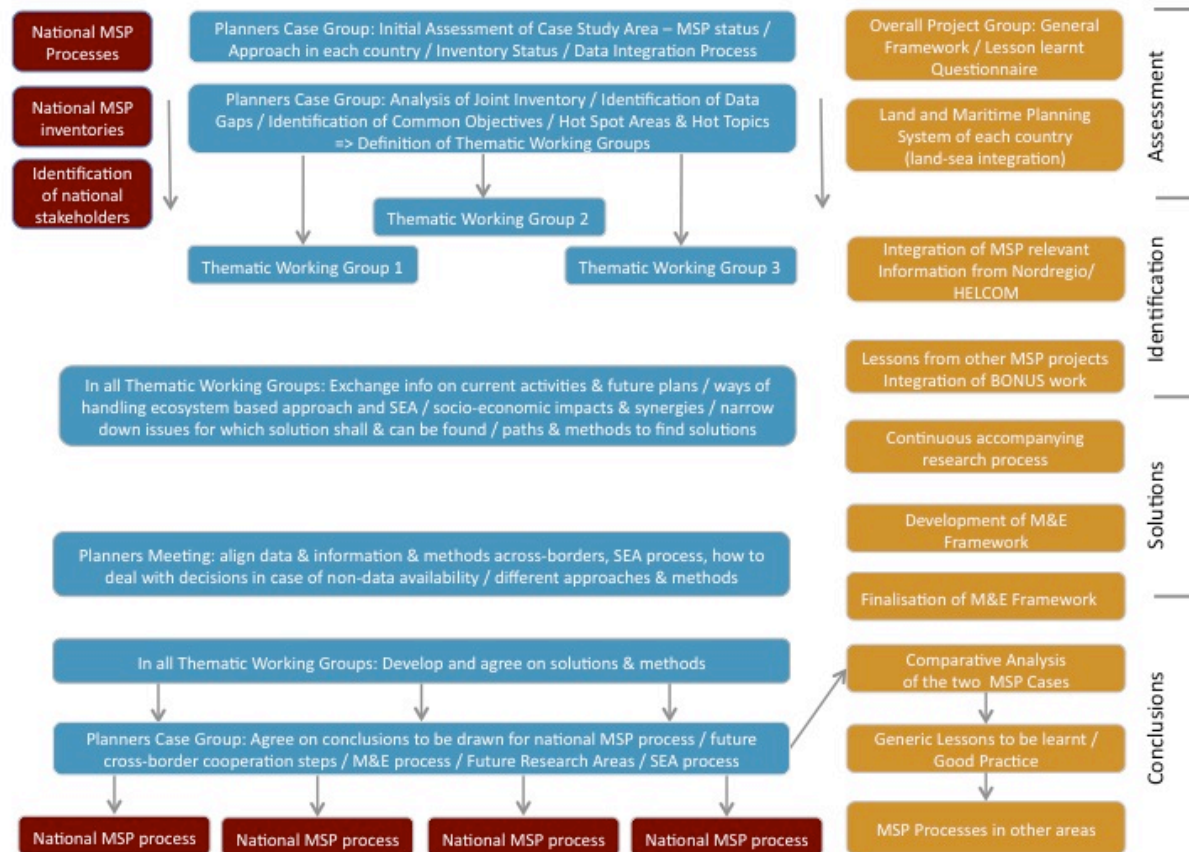 National MSP
Processes
Planners Case Group: Initial Assessment of Case Study Area – MSP status /
Approach in each country / Inventory Status / Data Integration Process
Overall Project Group: General
Framework / Lesson learnt
Questionnaire
Assessment
National MSP
inventories
Planners Case Group: Analysis of Joint Inventory / Identification of Data
Gaps / Identification of Common Objectives / Hot Spot Areas & Hot Topics
=> Definition of Thematic Working Groups
Land and Maritime Planning
System of each country
(land-sea integration)
Identification
of national
stakeholders
Thematic Working Group 2
Thematic Working Group 1
Thematic Working Group 3
Integration of MSP relevant
Information from Nordregio/
HELCOM
Identification
Lessons from other MSP projects
Integration of BONUS work
In all Thematic Working Groups: Exchange info on current activities & future plans / ways of
handling ecosystem based approach and SEA / socio-economic impacts & synergies / narrow
down issues for which solution shall & can be found / paths & methods to find solutions
Continuous accompanying
research process
Solutions
Development of M&E
Framework
Planners Meeting: align data & information & methods across-borders, SEA process, how to
deal with decisions in case of non-data availability / different approaches & methods
Finalisation of M&E Framework
In all Thematic Working Groups: Develop and agree on solutions & methods
Comparative Analysis
of the two MSP Cases
Conclusions
Planners Case Group: Agree on conclusions to be drawn for national MSP process / future
cross-border cooperation steps / M&E process / Future Research Areas / SEA process
Generic Lessons to be learnt /
Good Practice
National MSP process
National MSP process
National MSP process
National MSP process
MSP Processes in other areas